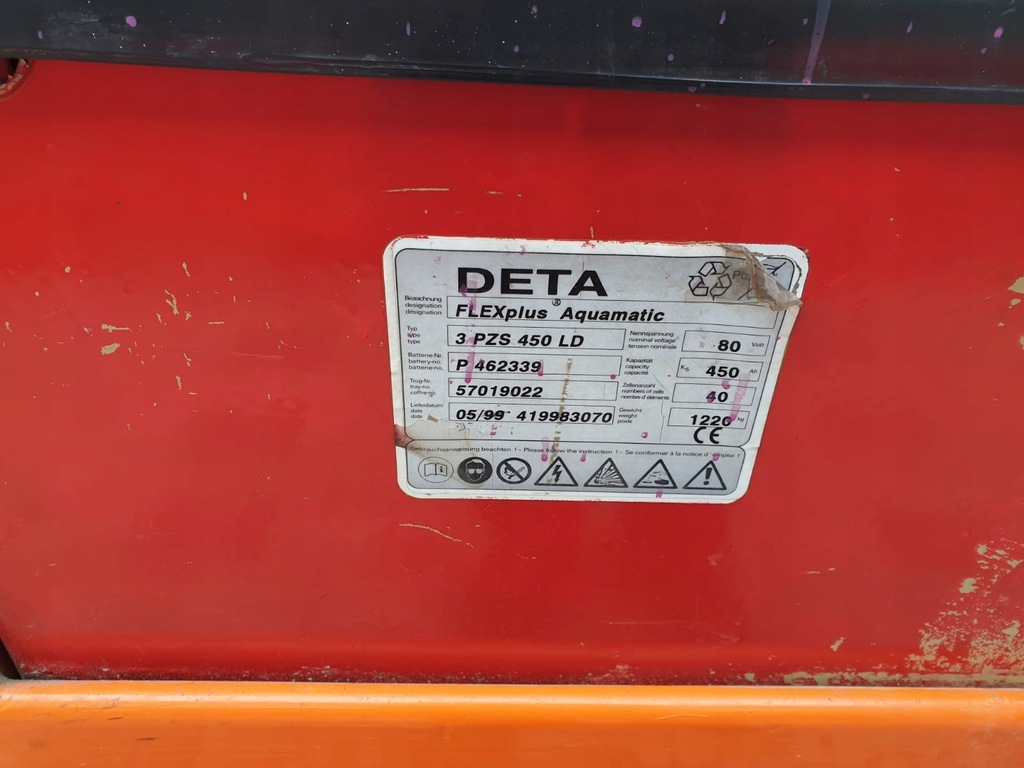 DETA
Bezeichnung
designation
désignation
FLEXplus® Aquamatic
Typ
type
type
3 PZS 450 LD
Nennspannung
nominal voltage
tension nominale
80 Volt
Batterie-Nr.
battery-no.
batterie-no.
P 462339
Kapazität
capacity
capacité
K5 450 Ah
Trog-Nr.
tray-no.
coffre-no.
57019022
Zellenanzahl
numbers of cells
nombre d'éléments
40
Lieferdatum
date
date
05/99 419983070
Gewicht
weight
poids
1220 kg
CE
Gebrauchsanweisung beachten ! – Please follow the instruction ! – Se conformer à la notice d'emploi !